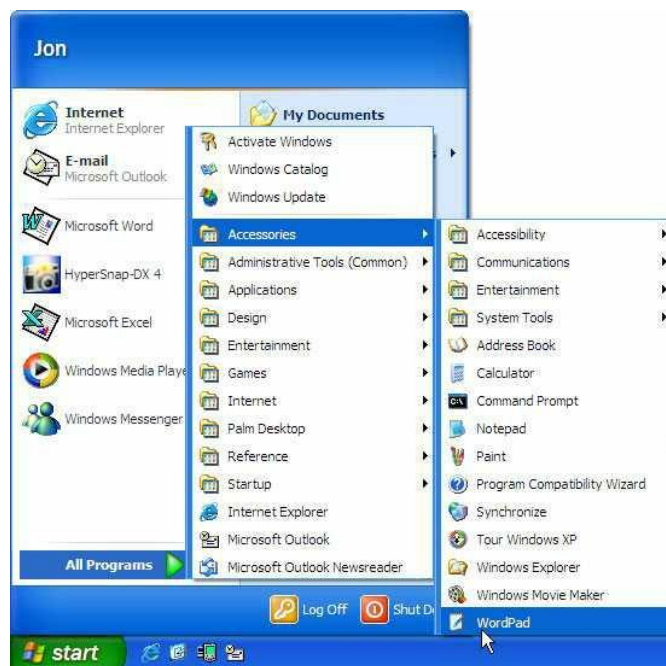 Jon
Internet
Internet Explorer
E-mail
Microsoft Outlook
Microsoft Word
HyperSnap-DX 4
Microsoft Excel
Windows Media Playe
Windows Messenger
All Programs
My Documents
Activate Windows
Windows Catalog
Windows Update
Accessories
Administrative Tools (Common)
Applications
Design
Entertainment
Games
Internet
Palm Desktop
Reference
Startup
Internet Explorer
Microsoft Outlook
Microsoft Outlook Newsreader
Accessibility
Communications
Entertainment
System Tools
Address Book
Calculator
Command Prompt
Notepad
Paint
Program Compatibility Wizard
Synchronize
Tour Windows XP
Windows Explorer
Windows Movie Maker
WordPad
Log Off
Shut D
start